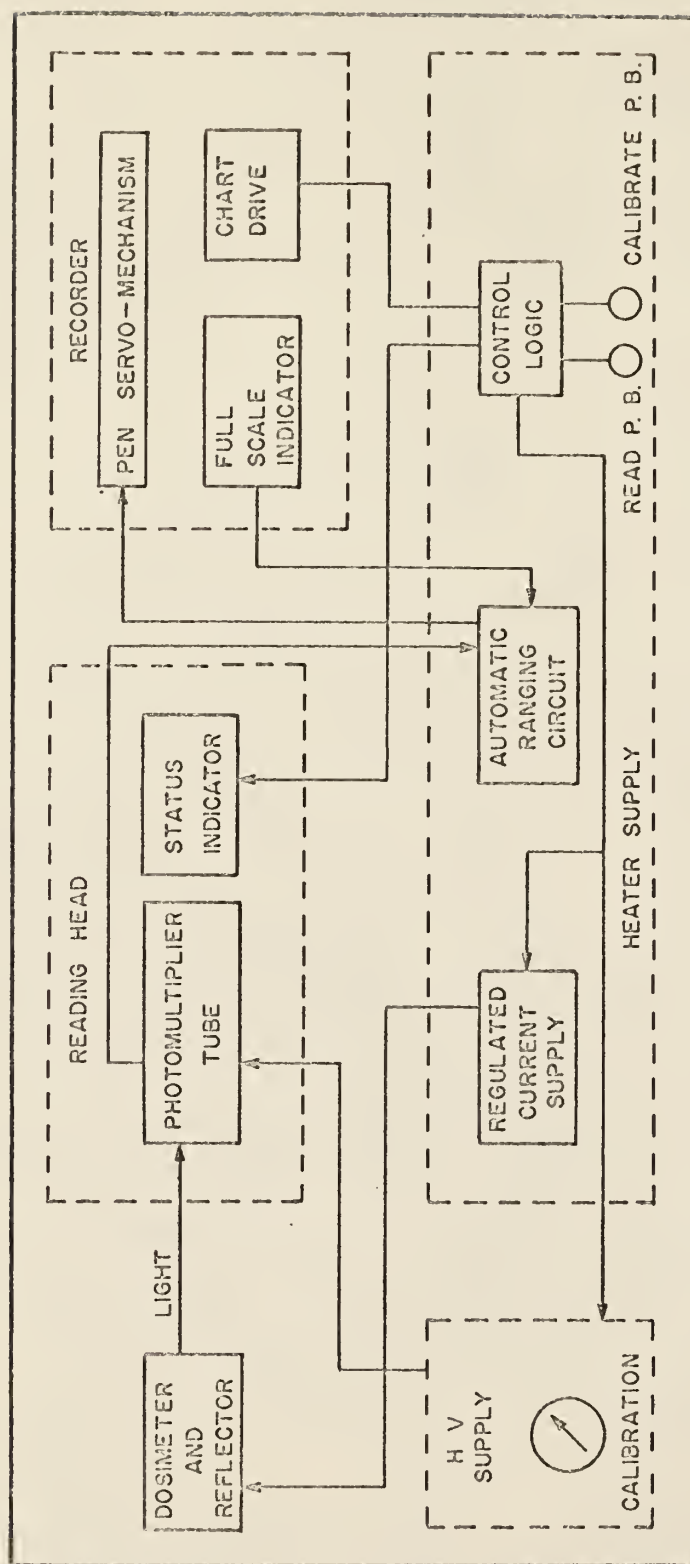 RECORDER
PEN SERVO-MECHANISM
FULL
SCALE
INDICATOR
CHART
DRIVE
READING HEAD
PHOTOMULTIPLIER
TUBE
STATUS
INDICATOR
LIGHT
DOSIMETER
AND
REFLECTOR
H V
SUPPLY
CALIBRATION
REGULATED
CURRENT
SUPPLY
AUTOMATIC
RANGING
CIRCUIT
CONTROL
LOGIC
READ P. B.
CALIBRATE P. B.
HEATER SUPPLY